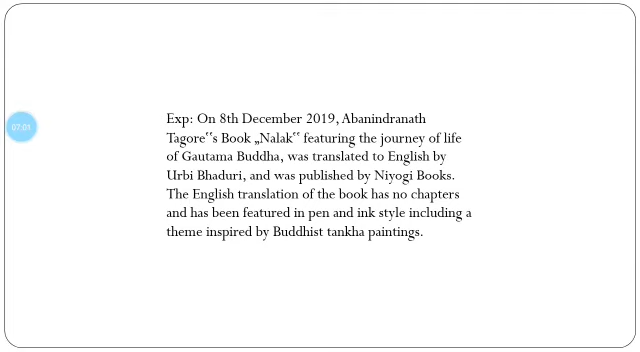 07:01
Exp: On 8th December 2019, Abanindranath
Tagore‟‟s Book „Nalak‟‟ featuring the journey of life
of Gautama Buddha, was translated to English by
Urbi Bhaduri, and was published by Niyogi Books.
The English translation of the book has no chapters
and has been featured in pen and ink style including a
theme inspired by Buddhist tankha paintings.